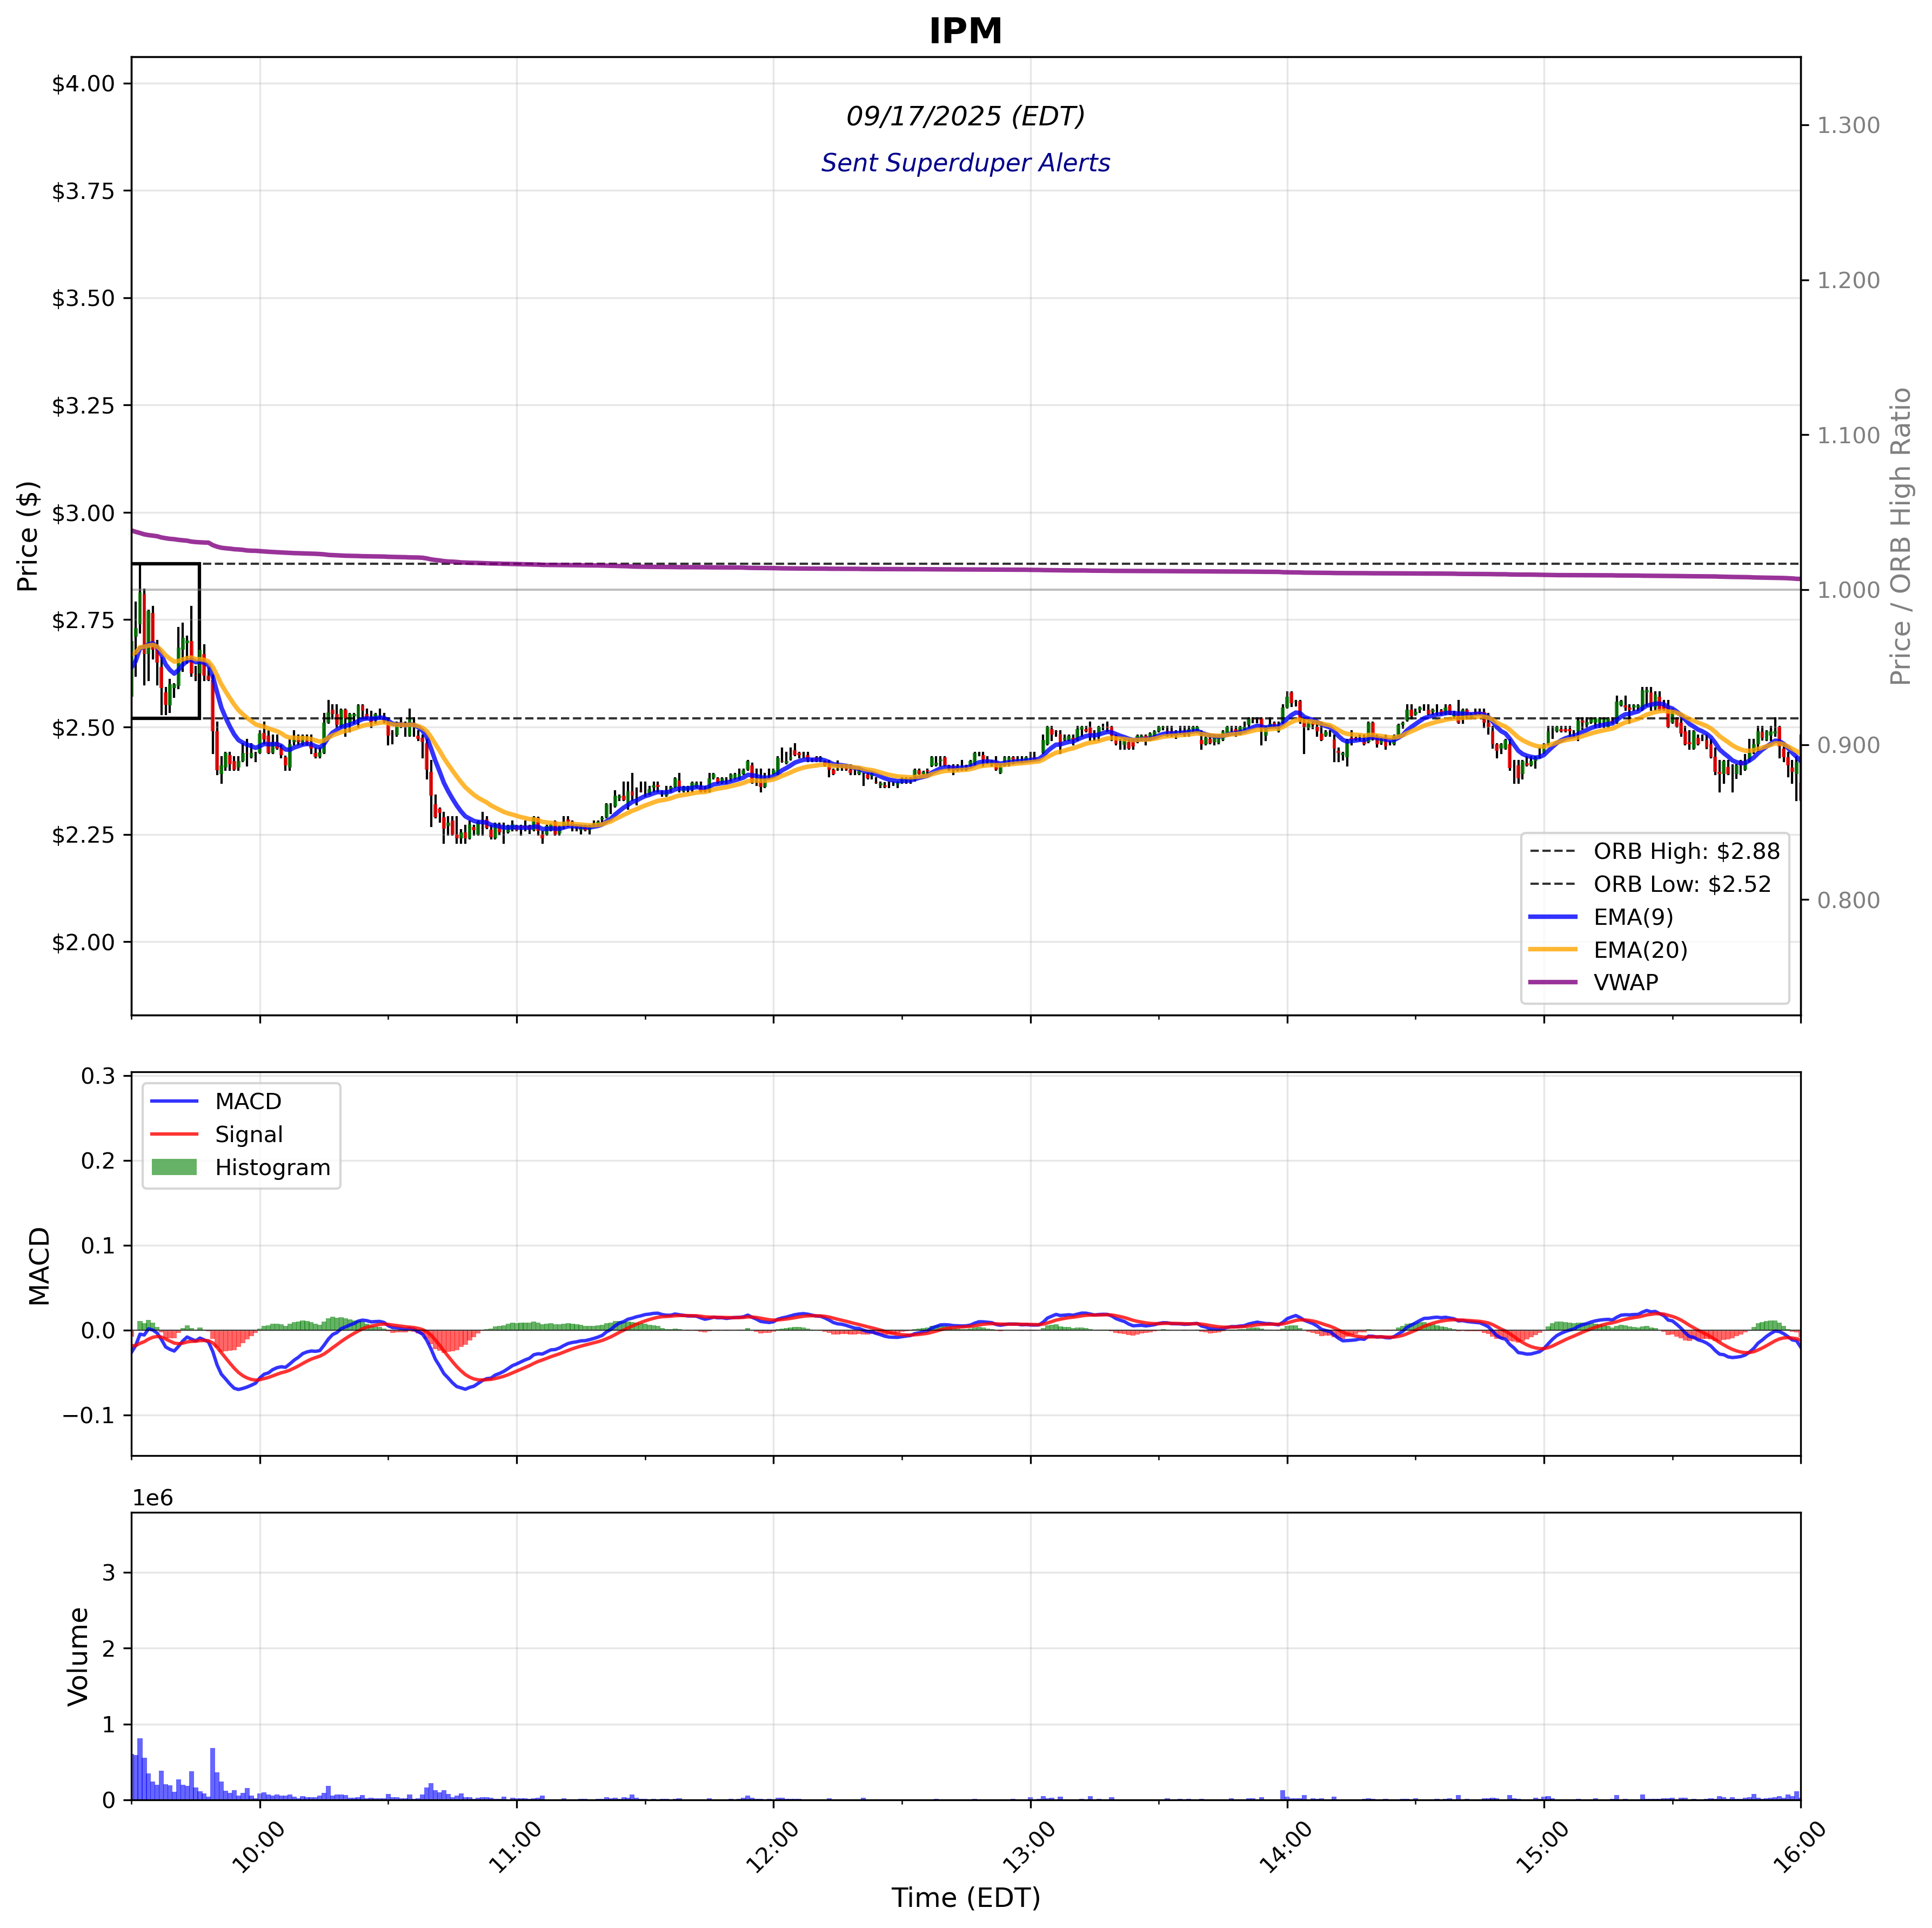 IPM
09/17/2025 (EDT)
Sent Superduper Alerts
$4.00
$3.75
$3.50
$3.25
$3.00
$2.75
$2.50
$2.25
$2.00
Price ($)
1.300
1.200
1.100
1.000
0.900
0.800
Price / ORB High Ratio
ORB High: $2.88
ORB Low: $2.52
EMA(9)
EMA(20)
VWAP
0.3
0.2
0.1
0.0
−0.1
MACD
MACD
Signal
Histogram
1e6
3
2
1
0
Volume
10:00
11:00
12:00
13:00
14:00
15:00
16:00
Time (EDT)